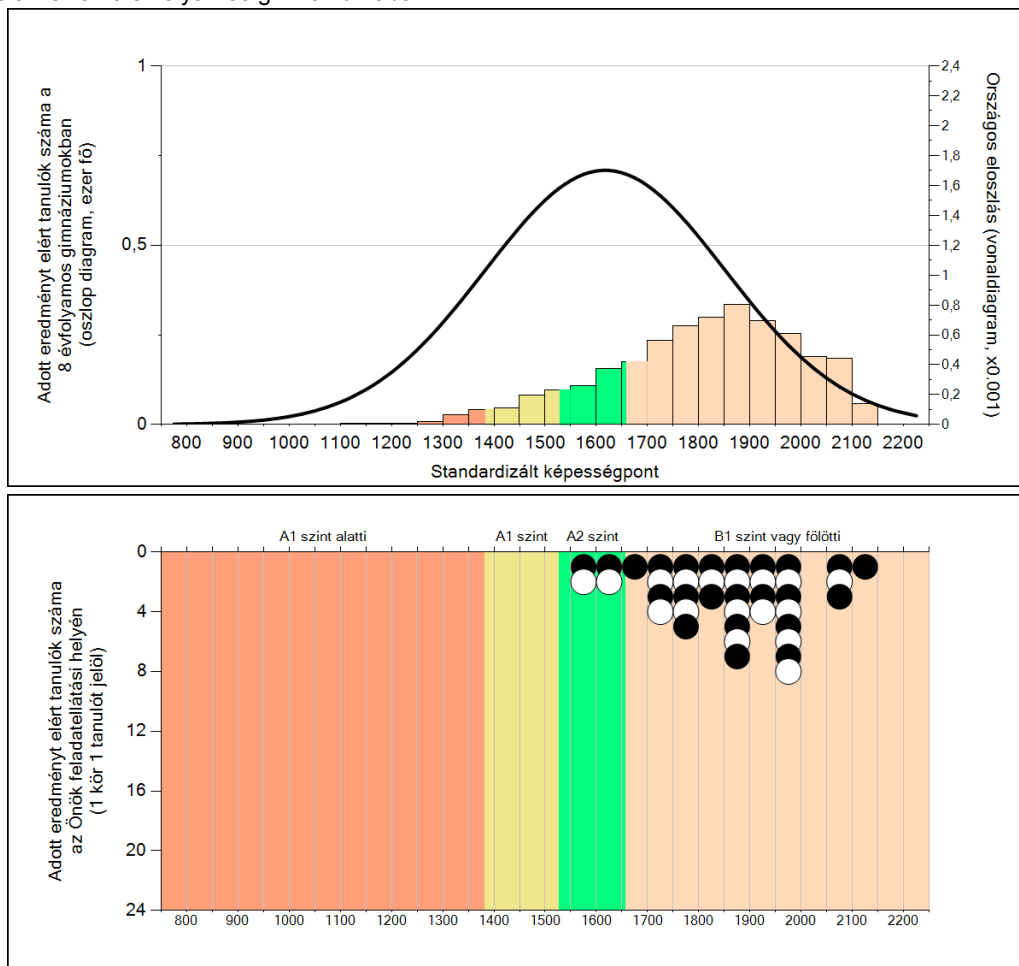 Adott eredményt elért tanulók száma a
8 évfolyamos gimnáziumokban
(oszlop diagram, ezer fő)
1
0,5
0
2,4
2,2
2
1,8
1,6
1,4
1,2
1
0,8
0,6
0,4
0,2
0
Országos eloszlás (vonaldiagram, x0.001)
800 900 1000 1100 1200 1300 1400 1500 1600 1700 1800 1900 2000 2100 2200
Standardizált képességpont
A1 szint alatti A1 szint A2 szint B1 szint vagy fölötti
Adott eredményt elért tanulók száma
az Önök feladatellátási helyén
(1 kör 1 tanulót jelöl)
0
4
8
12
16
20
24
800 900 1000 1100 1200 1300 1400 1500 1600 1700 1800 1900 2000 2100 2200